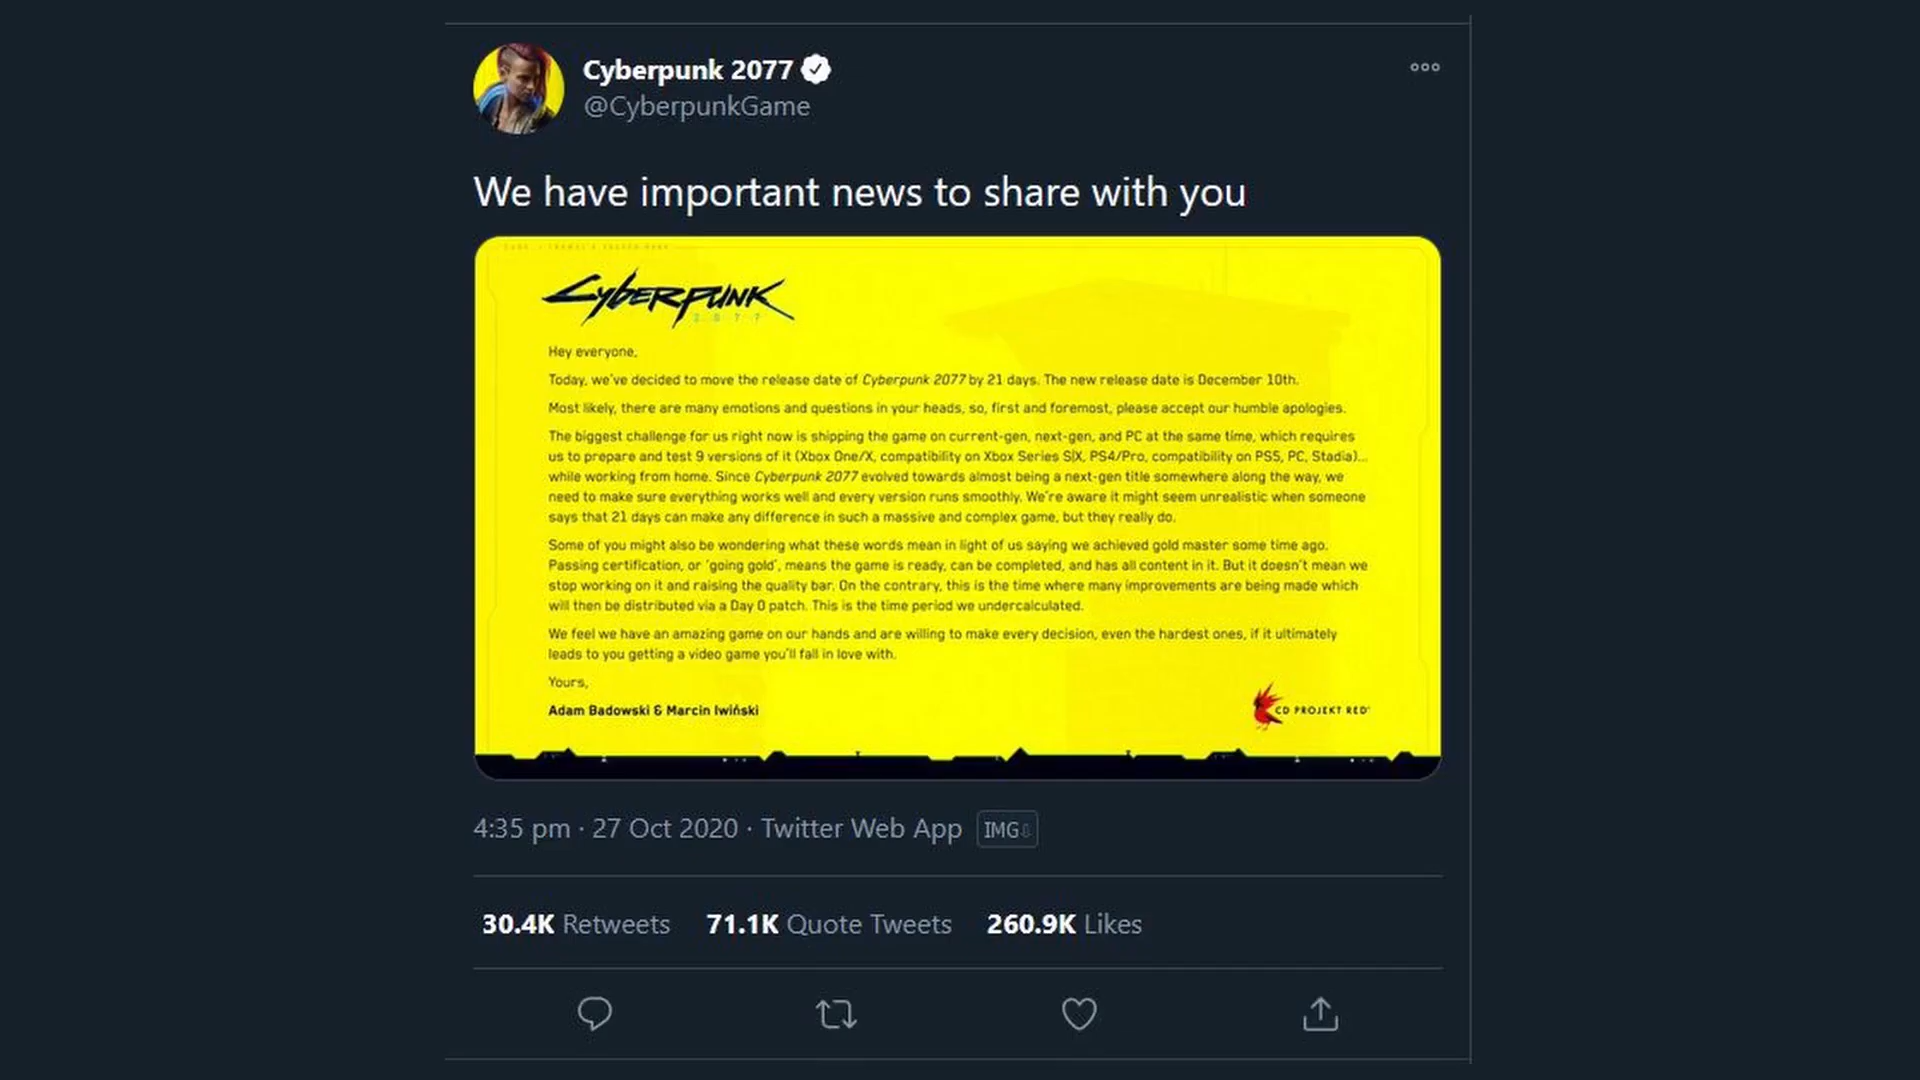 Cyberpunk 2077
@CyberpunkGame
We have important news to share with you
CYBERPUNK
2077
Hey everyone,
Today, we've decided to move the release date of Cyberpunk 2077 by 21 days. The new release date is December 10th.
Most likely, there are many emotions and questions in your heads, so, first and foremost, please accept our humble apologies.
The biggest challenge for us right now is shipping the game on current-gen, next-gen, and PC at the same time, which requires
us to prepare and test 9 versions of it (Xbox One/X, compatibility on Xbox Series S|X, PS4/Pro, compatibility on PS5, PC, Stadia)...
while working from home. Since Cyberpunk 2077 evolved towards almost being a next-gen title somewhere along the way, we
need to make sure everything works well and every version runs smoothly. We're aware it might seem unrealistic when someone
says that 21 days can make any difference in such a massive and complex game, but they really do.
Some of you might also be wondering what these words mean in light of us saying we achieved gold master some time ago.
Passing certification, or 'going gold', means the game is ready, can be completed, and has all content in it. But it doesn't mean we
stop working on it and raising the quality bar. On the contrary, this is the time where many improvements are being made which
will then be distributed via a Day 0 patch. This is the time period we undercalculated.
We feel we have an amazing game on our hands and are willing to make every decision, even the hardest ones, if it ultimately
leads to you getting a video game you'll fall in love with.
Yours,
Adam Badowski & Marcin Iwiński
CD PROJEKT RED
4:35 pm · 27 Oct 2020 · Twitter Web App IMG
30.4K Retweets 71.1K Quote Tweets 260.9K Likes